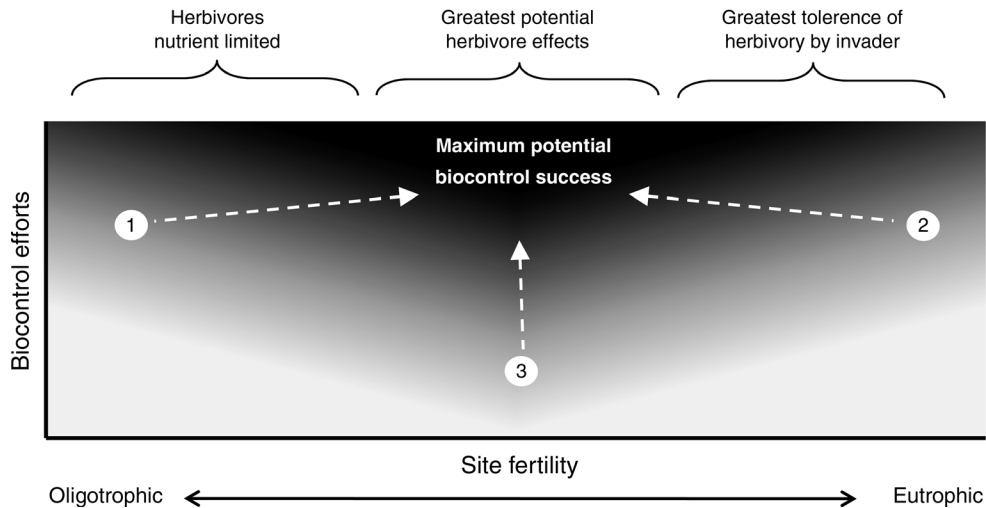 Herbivores
nutrient limited
Greatest potential
herbivore effects
Greatest tolerence of
herbivory by invader
Maximum potential
biocontrol success
1
2
3
Biocontrol efforts
Site fertility
Oligotrophic
Eutrophic